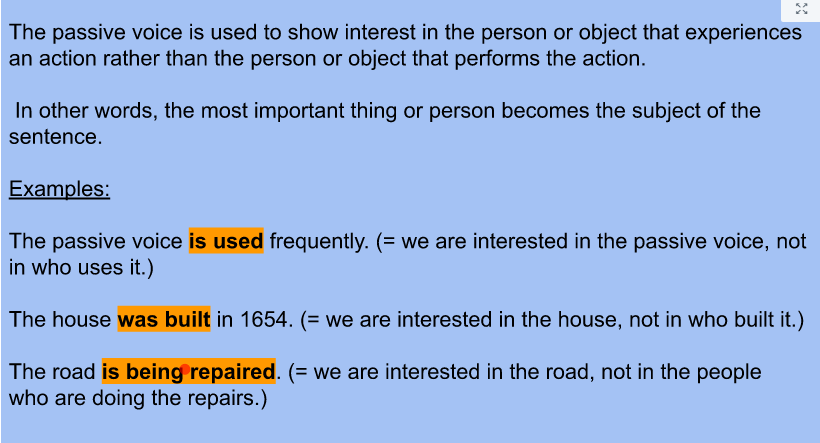 The passive voice is used to show interest in the person or object that experiences
an action rather than the person or object that performs the action.
In other words, the most important thing or person becomes the subject of the
sentence.
Examples:
The passive voice is used frequently. (= we are interested in the passive voice, not
in who uses it.)
The house was built in 1654. (= we are interested in the house, not in who built it.)
The road is being repaired. (= we are interested in the road, not in the people
who are doing the repairs.)